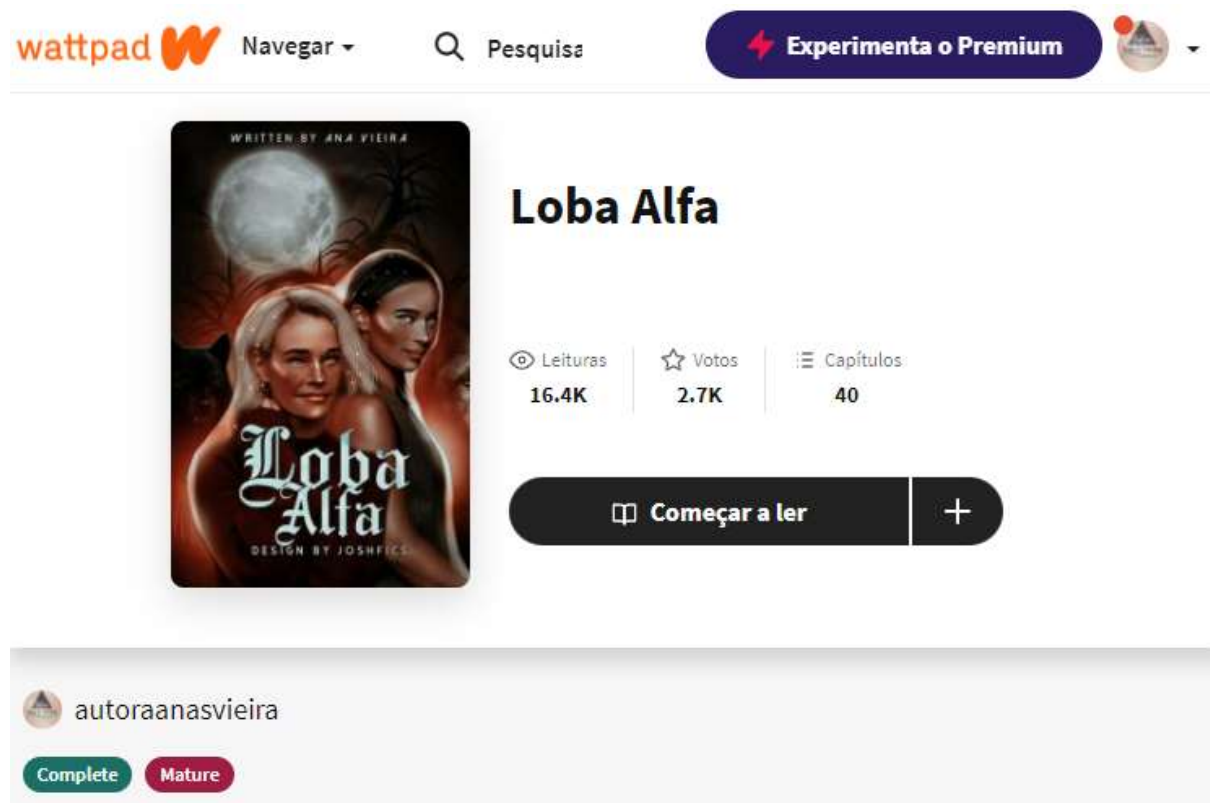 wattpad Navegar Pesquisa Experimenta o Premium
WRITTEN BY ANA VIEIRA
Loba Alfa
Leituras Votos Capítulos
16.4K 2.7K 40
Loba
Alfa
Começar a ler
DESIGN BY JOSHFICS
autoraanasvieira
Complete Mature